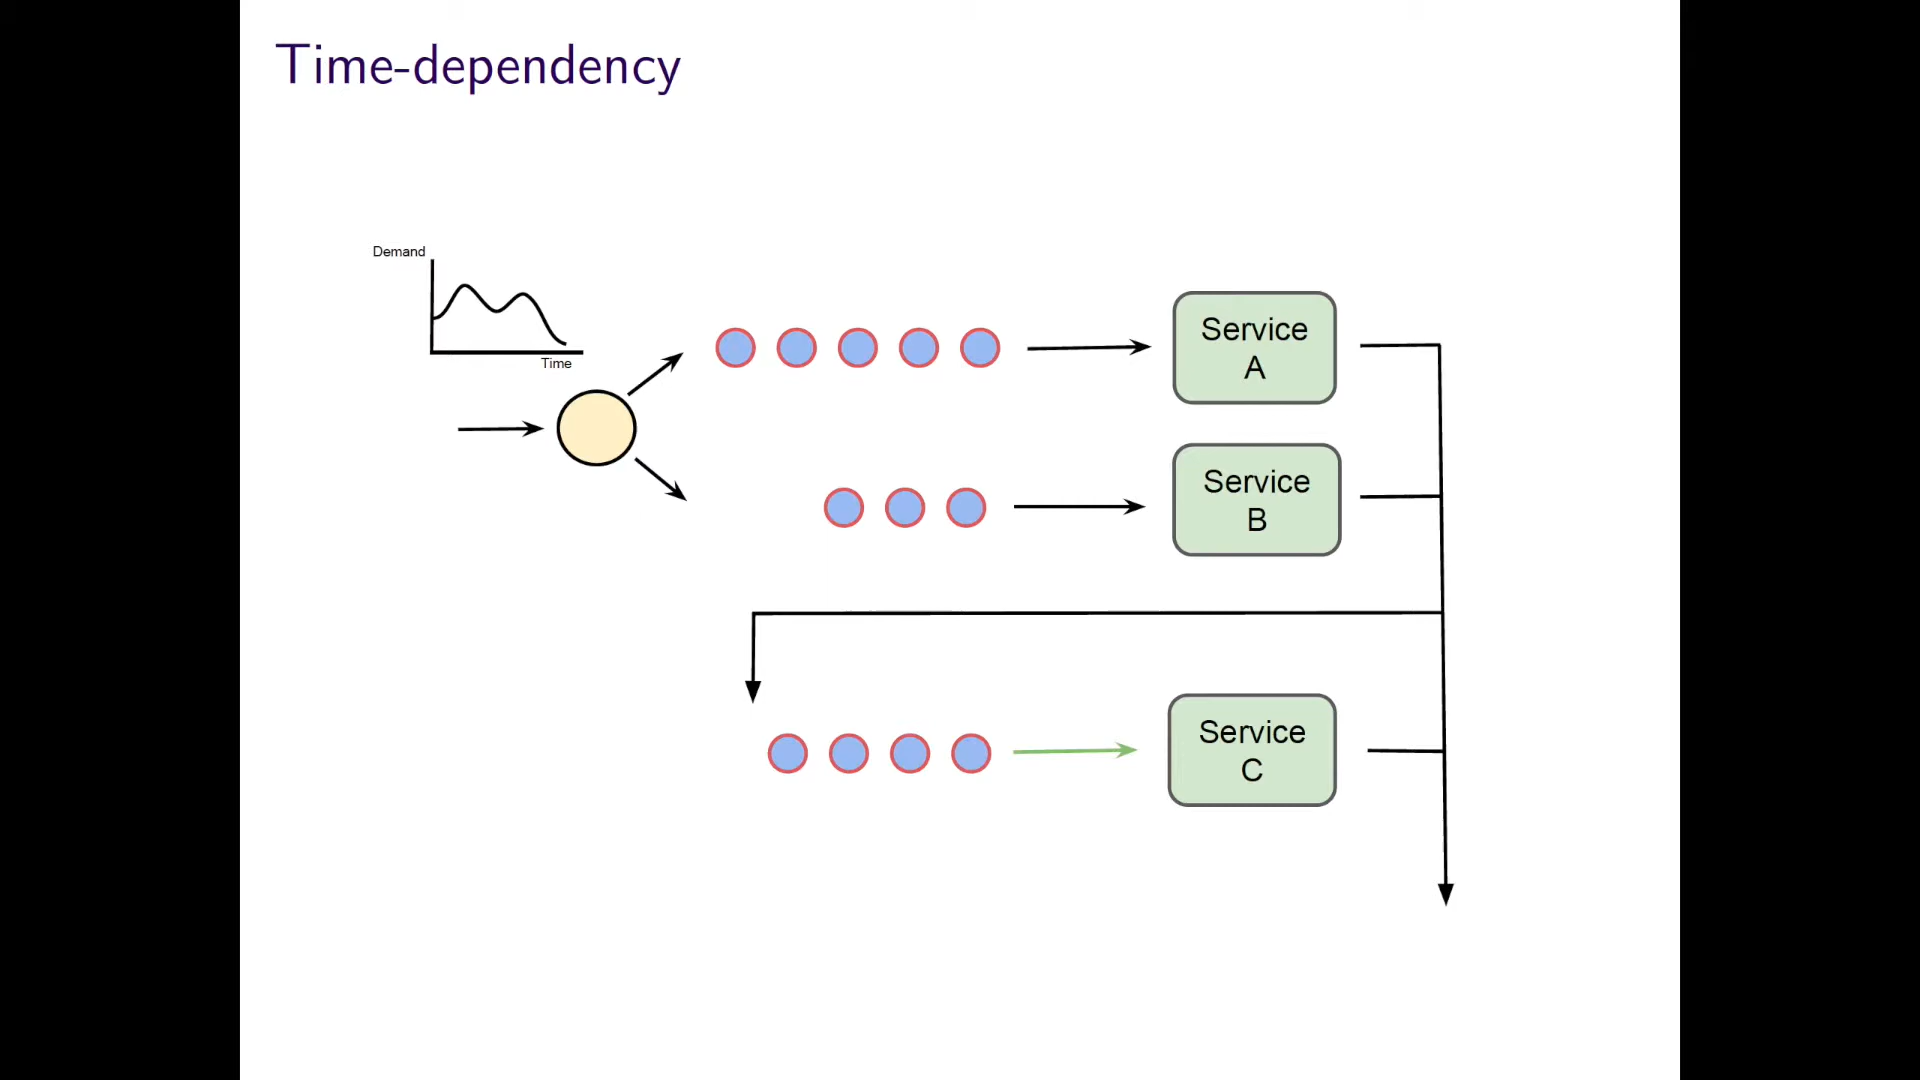 Time-dependency
Demand
Time
Service
A
Service
B
Service
C